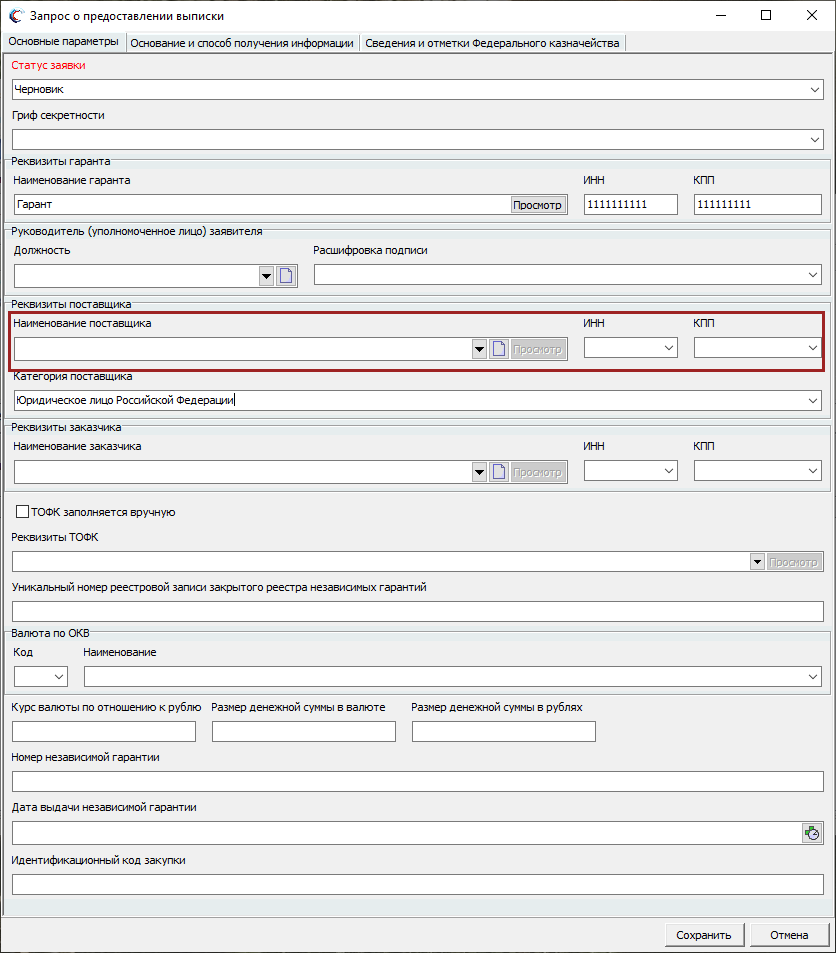 Запрос о предоставлении выписки
Основные параметры Основание и способ получения информации Сведения и отметки Федерального казначейства
Статус заявки
Черновик
Гриф секретности
Реквизиты гаранта
Наименование гаранта ИНН КПП
Гарант Просмотр 1111111111 111111111
Руководитель (уполномоченное лицо) заявителя
Должность Расшифровка подписи
Реквизиты поставщика
Наименование поставщика ИНН КПП
Просмотр
Категория поставщика
Юридическое лицо Российской Федерации
Реквизиты заказчика
Наименование заказчика ИНН КПП
Просмотр
ТОФК заполняется вручную
Реквизиты ТОФК
Просмотр
Уникальный номер реестровой записи закрытого реестра независимых гарантий
Валюта по ОКВ
Код Наименование
Курс валюты по отношению к рублю Размер денежной суммы в валюте Размер денежной суммы в рублях
Номер независимой гарантии
Дата выдачи независимой гарантии
Идентификационный код закупки
Сохранить Отмена